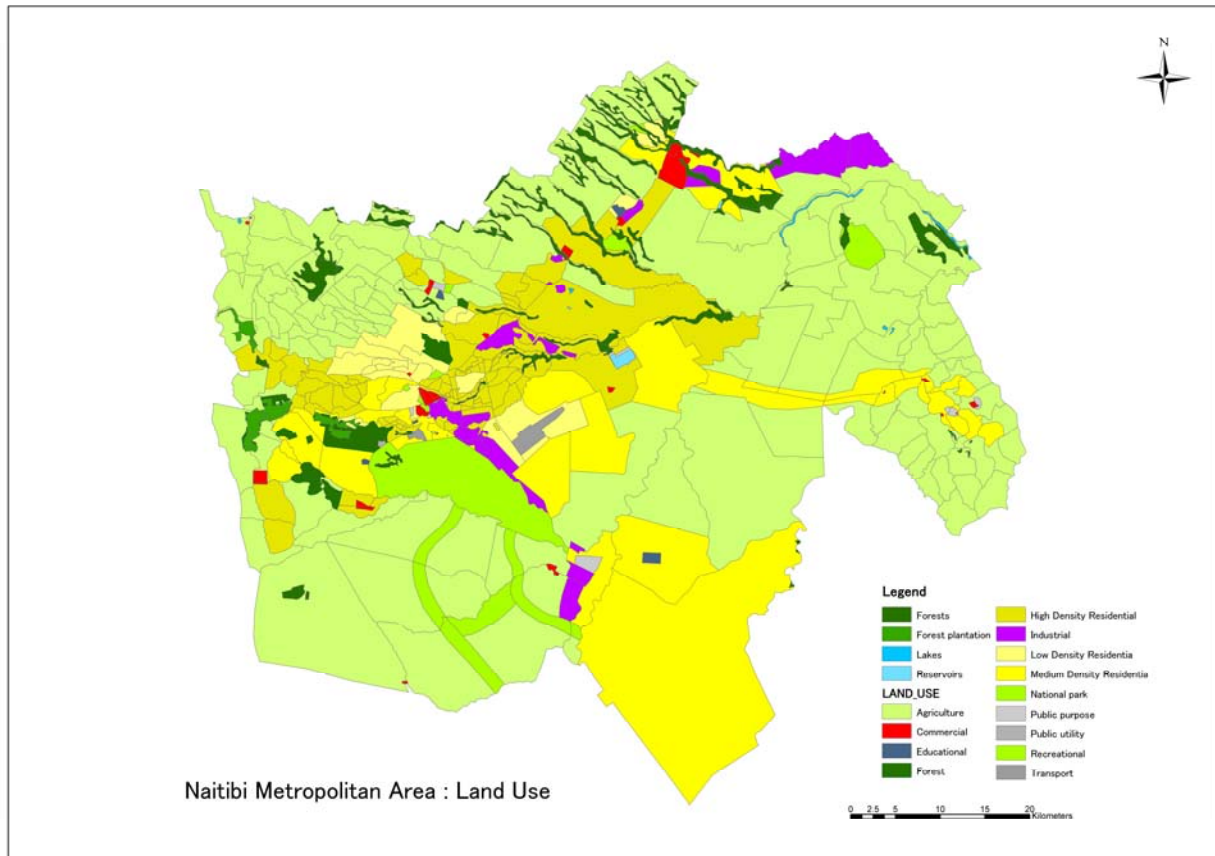 N
Legend
Forests
Forest plantation
Lakes
Reservoirs
LAND_USE
Agriculture
Commercial
Educational
Forest
High Density Residential
Industrial
Low Density Residentia
Medium Density Residentia
National park
Public purpose
Public utility
Recreational
Transport
Naitibi Metropolitan Area : Land Use
0 2.5 5 10 15 20
Kilometers